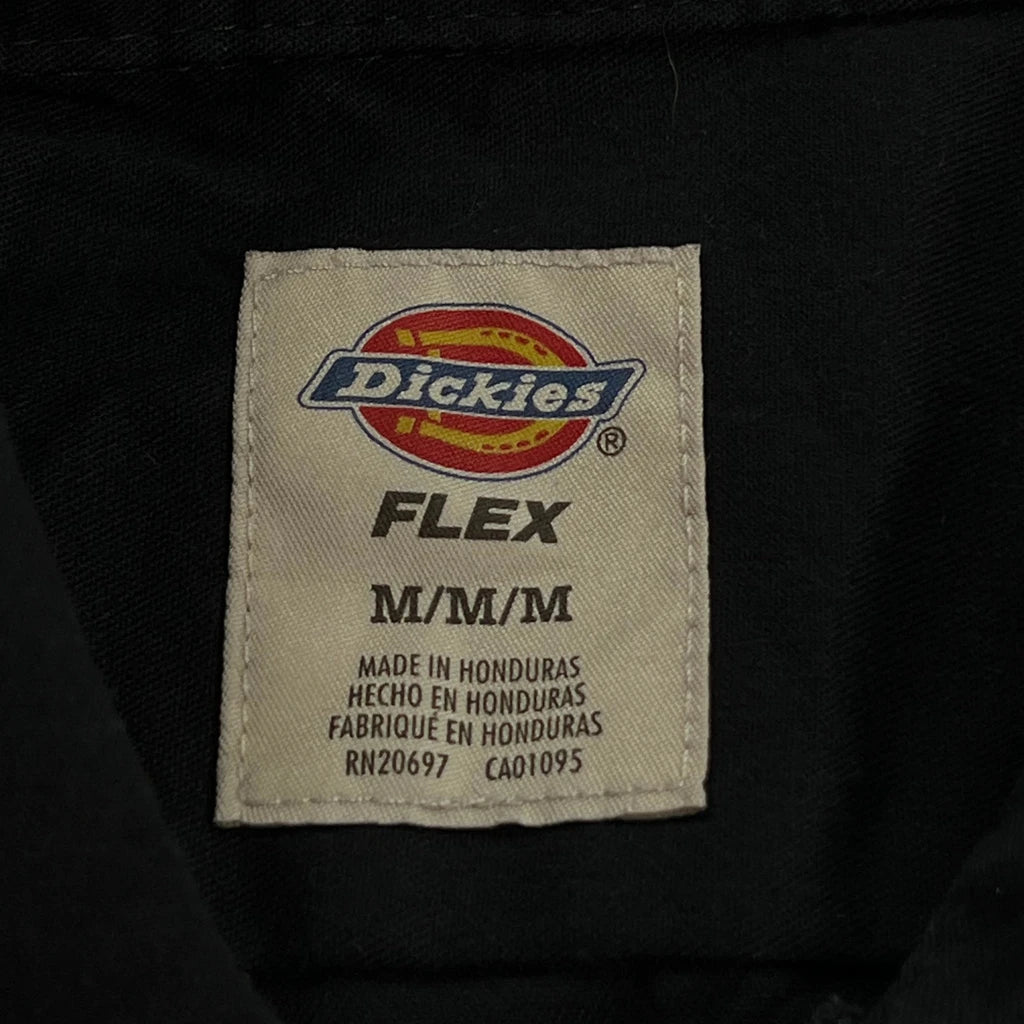 Dickies
®
FLEX
M/M/M
MADE IN HONDURAS
HECHO EN HONDURAS
FABRIQUÉ EN HONDURAS
RN20697 CA01095